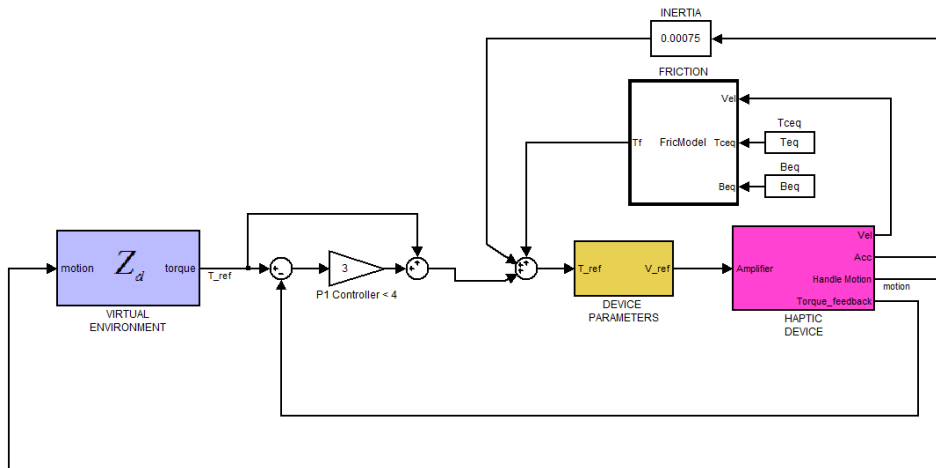 INERTIA
0.00075
FRICTION
Vel
Tceq
Tf
FricModel
Tceq
Teq
Beq
Beq
Beq
motion
Z_d
torque
T_ref
VIRTUAL
ENVIRONMENT
3
P1 Controller < 4
T_ref
V_ref
DEVICE
PARAMETERS
Amplifier
Vel
Acc
Handle Motion
motion
Torque_feedback
HAPTIC
DEVICE